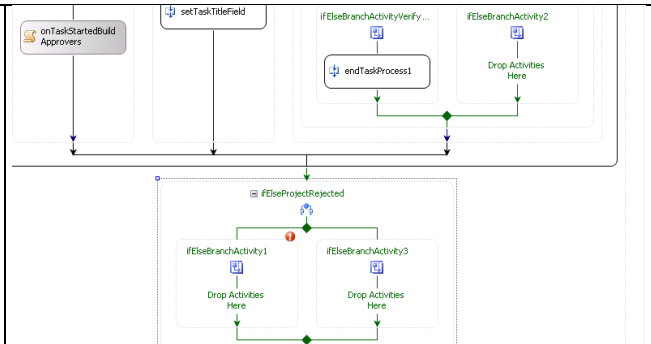 onTaskStartedBuild
Approvers
setTaskTitleField
ifElseBranchActivityVerify ...
endTaskProcess1
ifElseBranchActivity2
Drop Activities
Here
ifElseProjectRejected
ifElseBranchActivity1
Drop Activities
Here
ifElseBranchActivity3
Drop Activities
Here